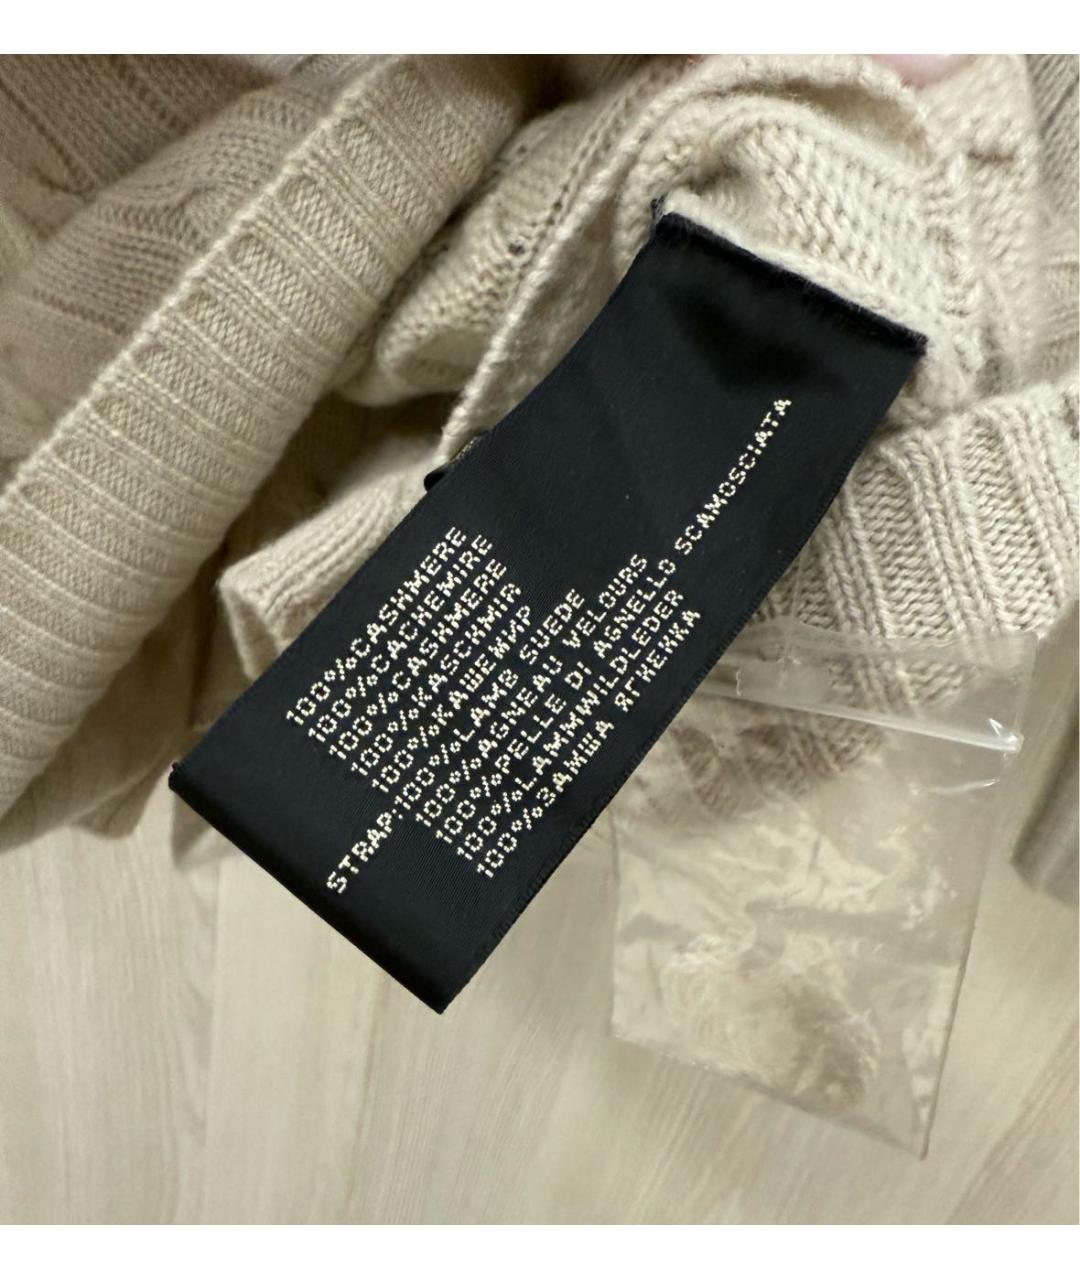 100%CASHMERE
100%CACHEMIRE
100%CASHMERE
100%KASCHMIR
100%КАШЕМИР
STRAP:100%LAMB SUEDE
100%AGNEAU VELOURS
100%PELLE DI AGNELLO SCAMOSCIATA
100%LAMMWILDLEDER
100%ЗАМША ЯГНЕНКА